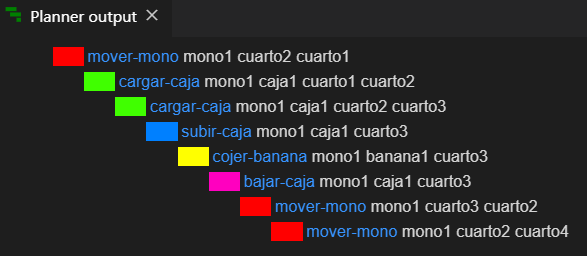 Planner output
mover-mono mono1 cuarto2 cuarto1
cargar-caja mono1 caja1 cuarto1 cuarto2
cargar-caja mono1 caja1 cuarto2 cuarto3
subir-caja mono1 caja1 cuarto3
cojer-banana mono1 banana1 cuarto3
bajar-caja mono1 caja1 cuarto3
mover-mono mono1 cuarto3 cuarto2
mover-mono mono1 cuarto2 cuarto4